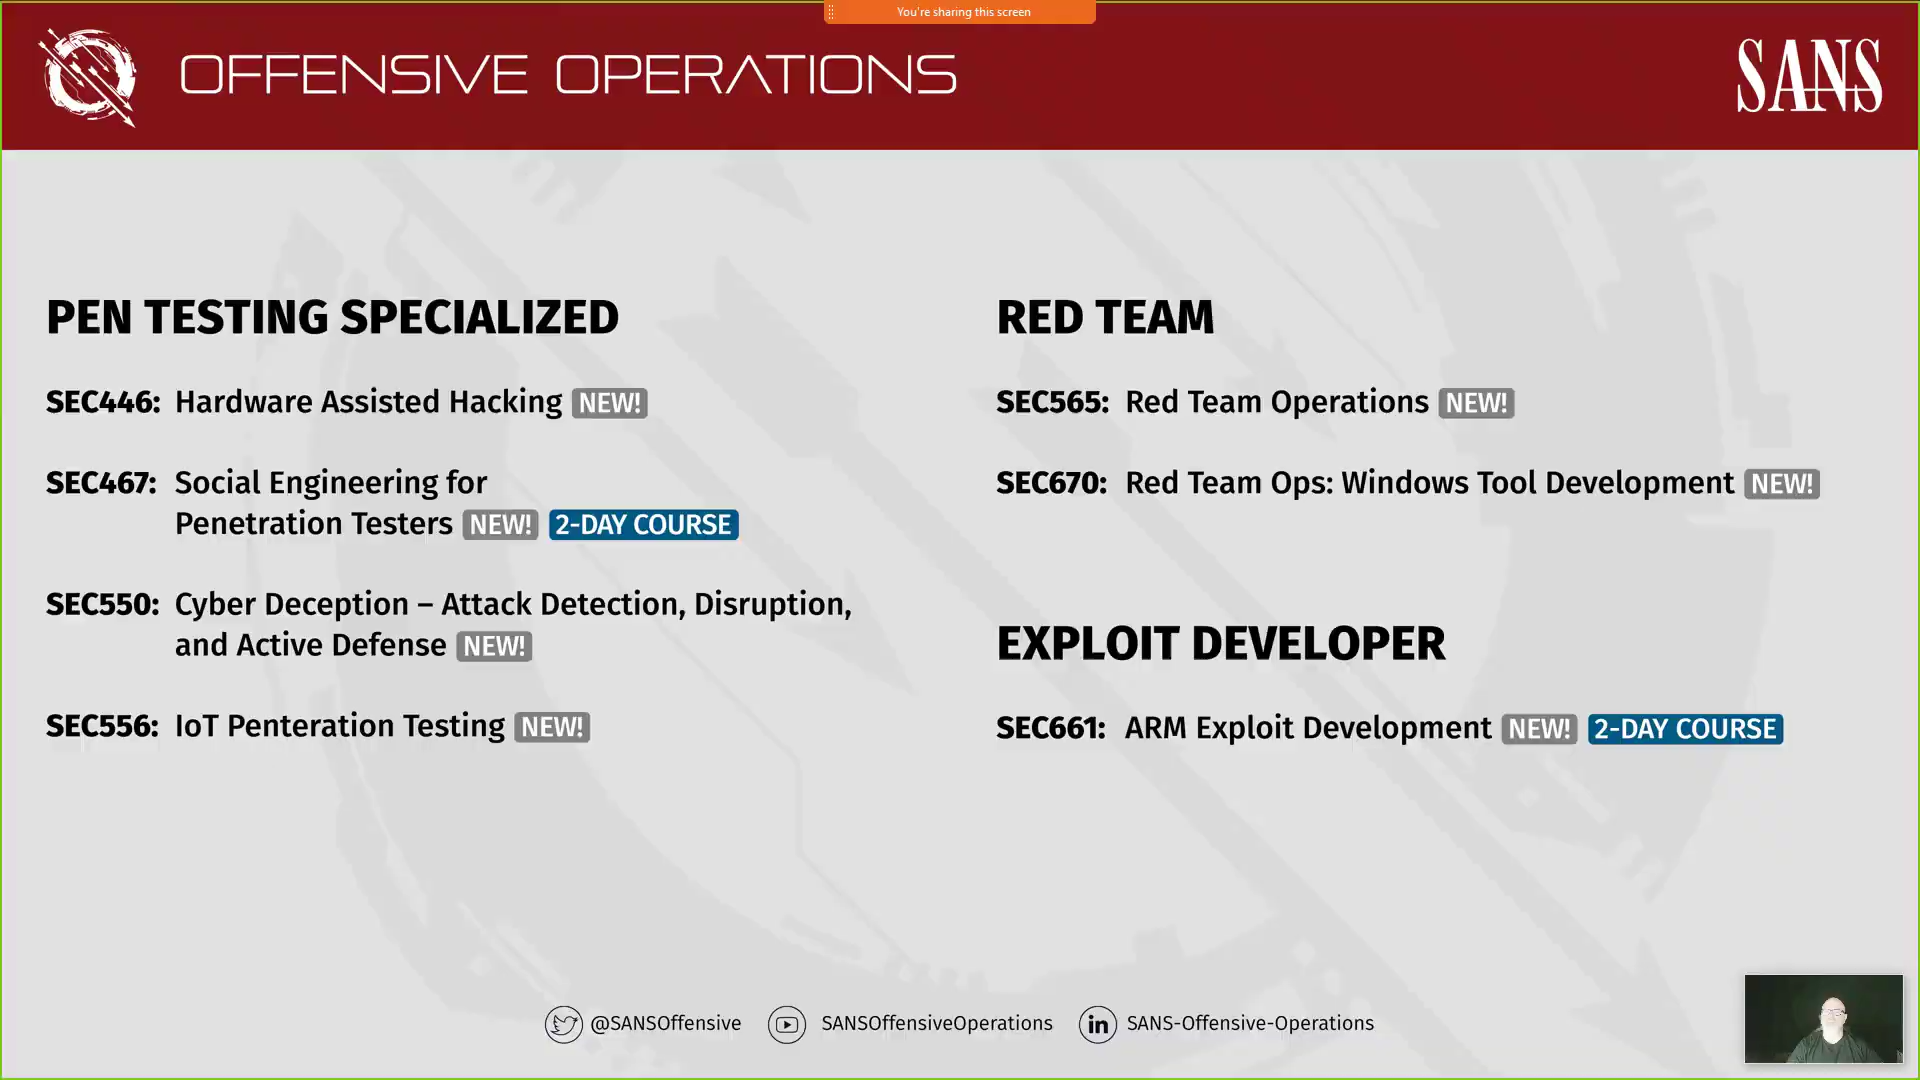 You're sharing this screen
OFFENSIVE OPERATIONS
SANS
PEN TESTING SPECIALIZED
SEC446: Hardware Assisted Hacking NEW!
SEC467: Social Engineering for
Penetration Testers NEW! 2-DAY COURSE
SEC550: Cyber Deception – Attack Detection, Disruption,
and Active Defense NEW!
SEC556: IoT Penteration Testing NEW!
RED TEAM
SEC565: Red Team Operations NEW!
SEC670: Red Team Ops: Windows Tool Development NEW!
EXPLOIT DEVELOPER
SEC661: ARM Exploit Development NEW! 2-DAY COURSE
@SANSOffensive
SANSOffensiveOperations
in SANS-Offensive-Operations